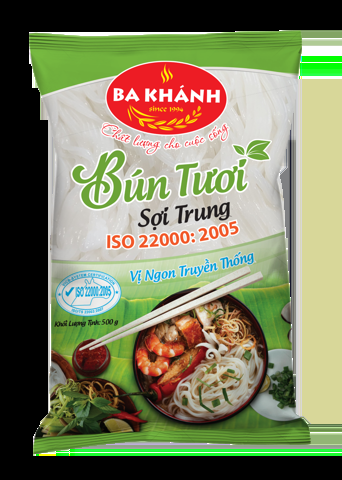 BA KHÁNH
since 1994
Chất lượng cho cuộc sống
Bún Tươi
Sợi Trung
ISO 22000: 2005
Vị Ngon Truyền Thống
ISO 22000:2005
Khối Lượng Tịnh: 500 g